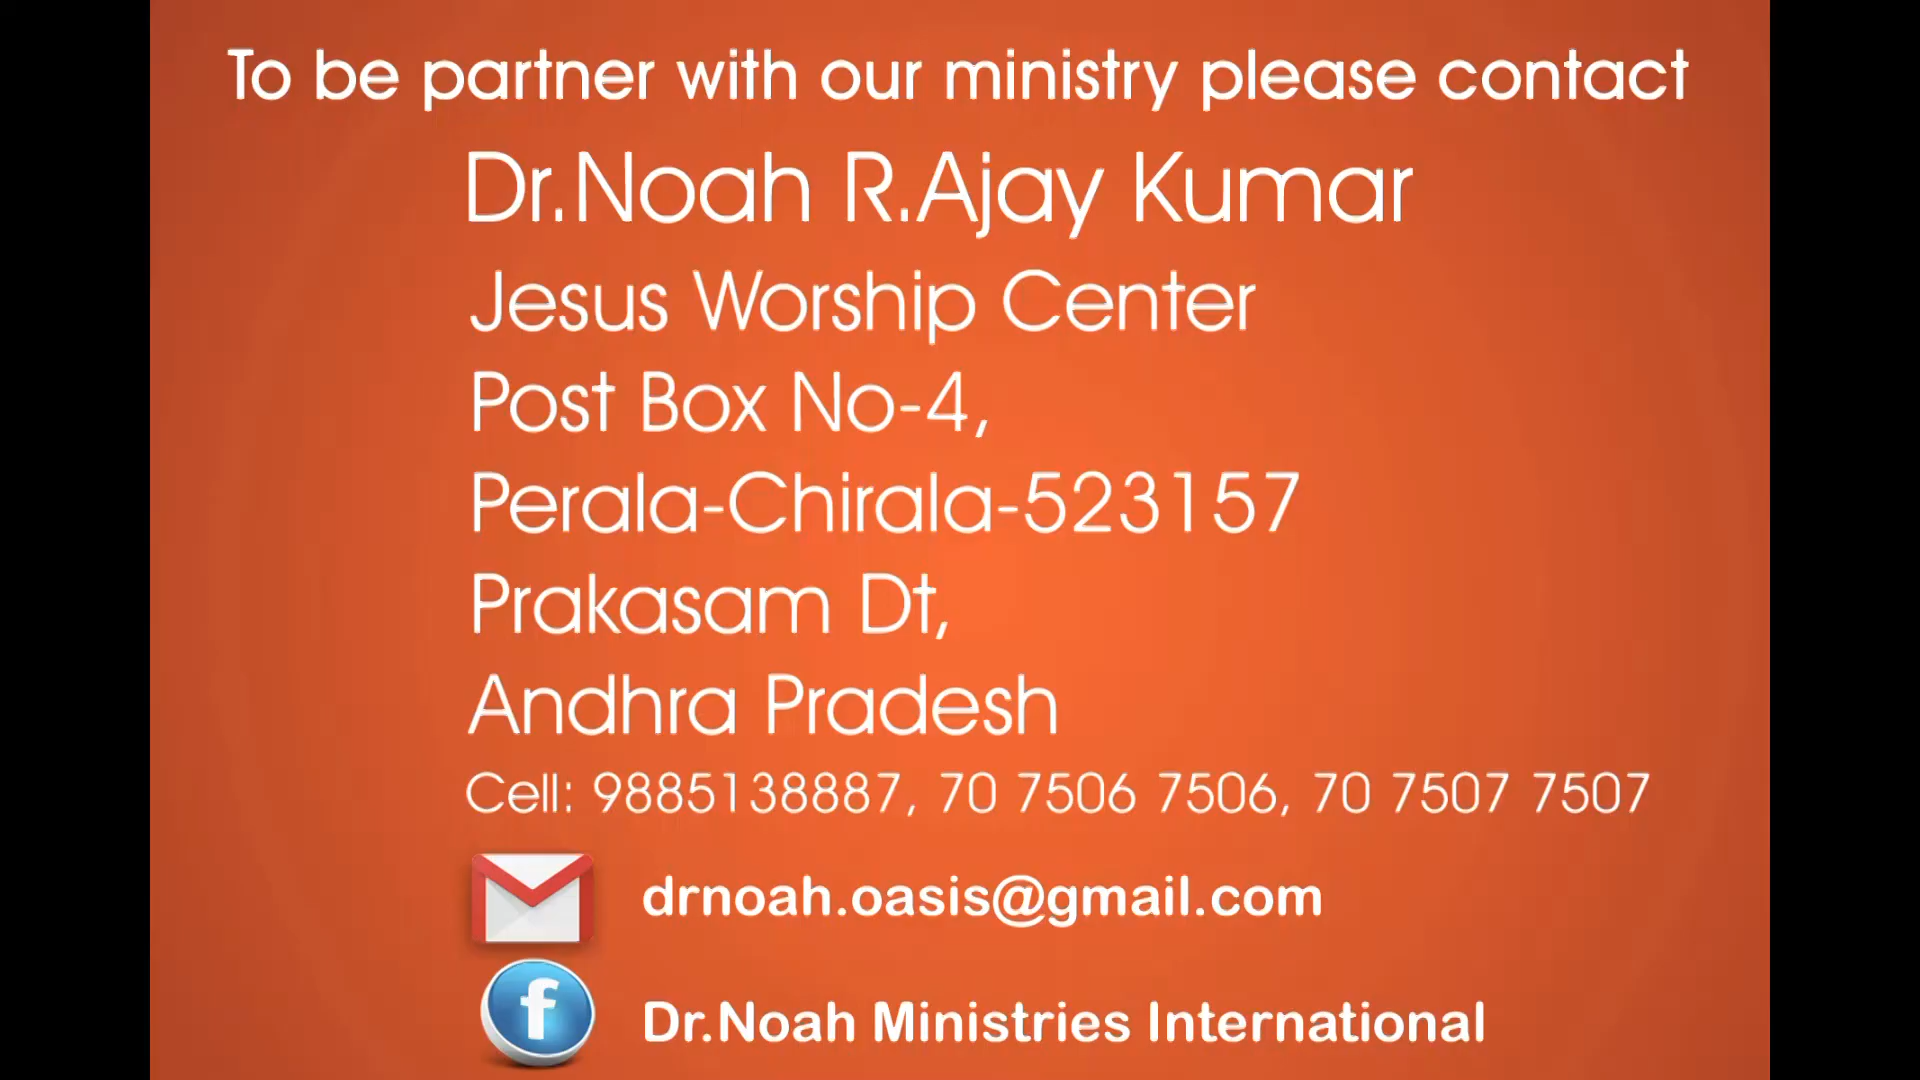 To be partner with our ministry please contact
Dr.Noah R.Ajay Kumar
Jesus Worship Center
Post Box No-4,
Perala-Chirala-523157
Prakasam Dt,
Andhra Pradesh
Cell: 9885138887, 70 7506 7506, 70 7507 7507
drnoah.oasis@gmail.com
f
Dr.Noah Ministries International